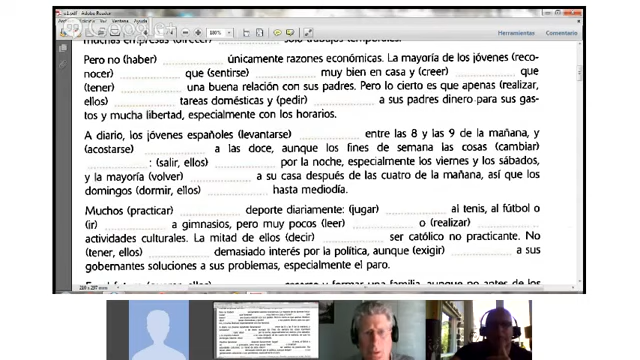 u1.pdf - Adobe Reader
Ventana Ayuda
180%
Herramientas Comentario
Pero no (haber) únicamente razones económicas. La mayoría de los jóvenes (reco-
nocer) que (sentirse) muy bien en casa y (creer) que
(tener) una buena relación con sus padres. Pero lo cierto es que apenas (realizar,
ellos) tareas domésticas y (pedir) a sus padres dinero para sus gas-
tos y mucha libertad, especialmente con los horarios.
A diario, los jóvenes españoles (levantarse) entre las 8 y las 9 de la mañana, y
(acostarse) a las doce, aunque los fines de semana las cosas (cambiar)
: (salir, ellos) por la noche, especialmente los viernes y los sábados,
y la mayoría (volver) a su casa después de las cuatro de la mañana, así que los
domingos (dormir, ellos) hasta mediodía.
Muchos (practicar) deporte diariamente: (jugar) al tenis, al fútbol o
(ir) a gimnasios, pero muy pocos (leer) o (realizar)
actividades culturales. La mitad de ellos (decir) ser católico no practicante. No
(tener, ellos) demasiado interés por la política, aunque (exigir) a sus
gobernantes soluciones a sus problemas, especialmente el paro.